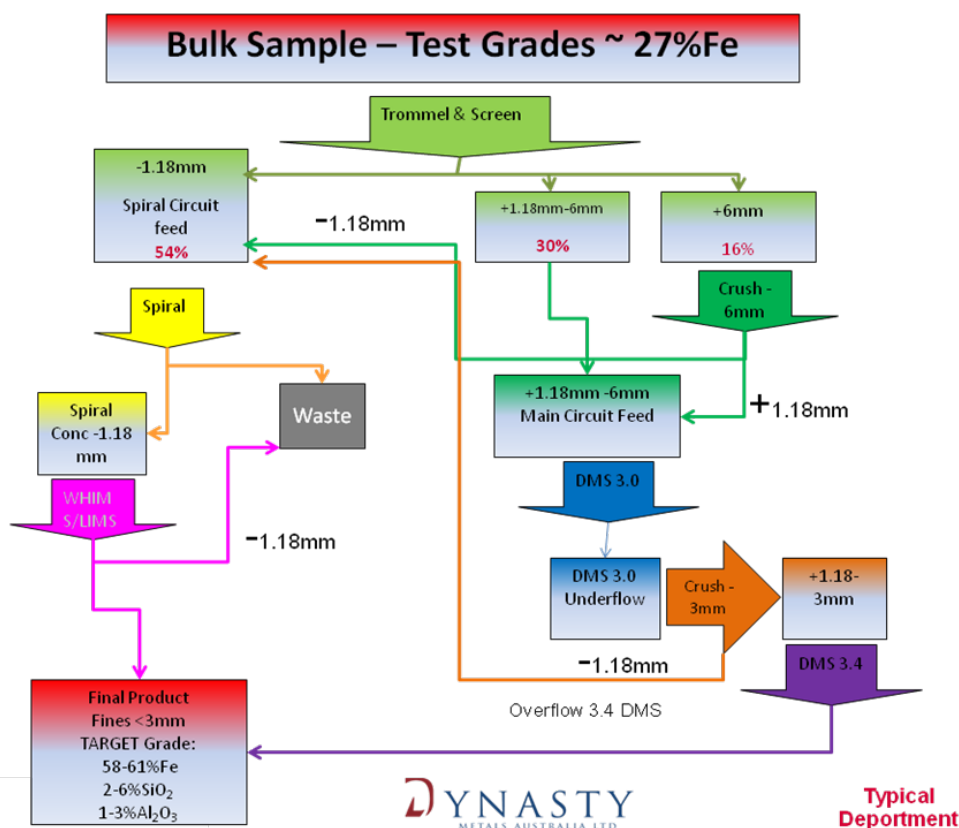 Bulk Sample – Test Grades ~ 27%Fe
Trommel & Screen
-1.18mm
Spiral Circuit
feed
54%
−1.18mm
+1.18mm-6mm
30%
+6mm
16%
Crush -
6mm
Spiral
Spiral
Conc -1.18
mm
Waste
+1.18mm -6mm
Main Circuit Feed
+1.18mm
WHIM
S/LIMS
−1.18mm
DMS 3.0
DMS 3.0
Underflow
Crush -
3mm
+1.18-
3mm
−1.18mm
DMS 3.4
Overflow 3.4 DMS
Final Product
Fines <3mm
TARGET Grade:
58-61%Fe
2-6%SiO₂
1-3%Al₂O₃
DYNASTY
METALS AUSTRALIA LTD
Typical
Department